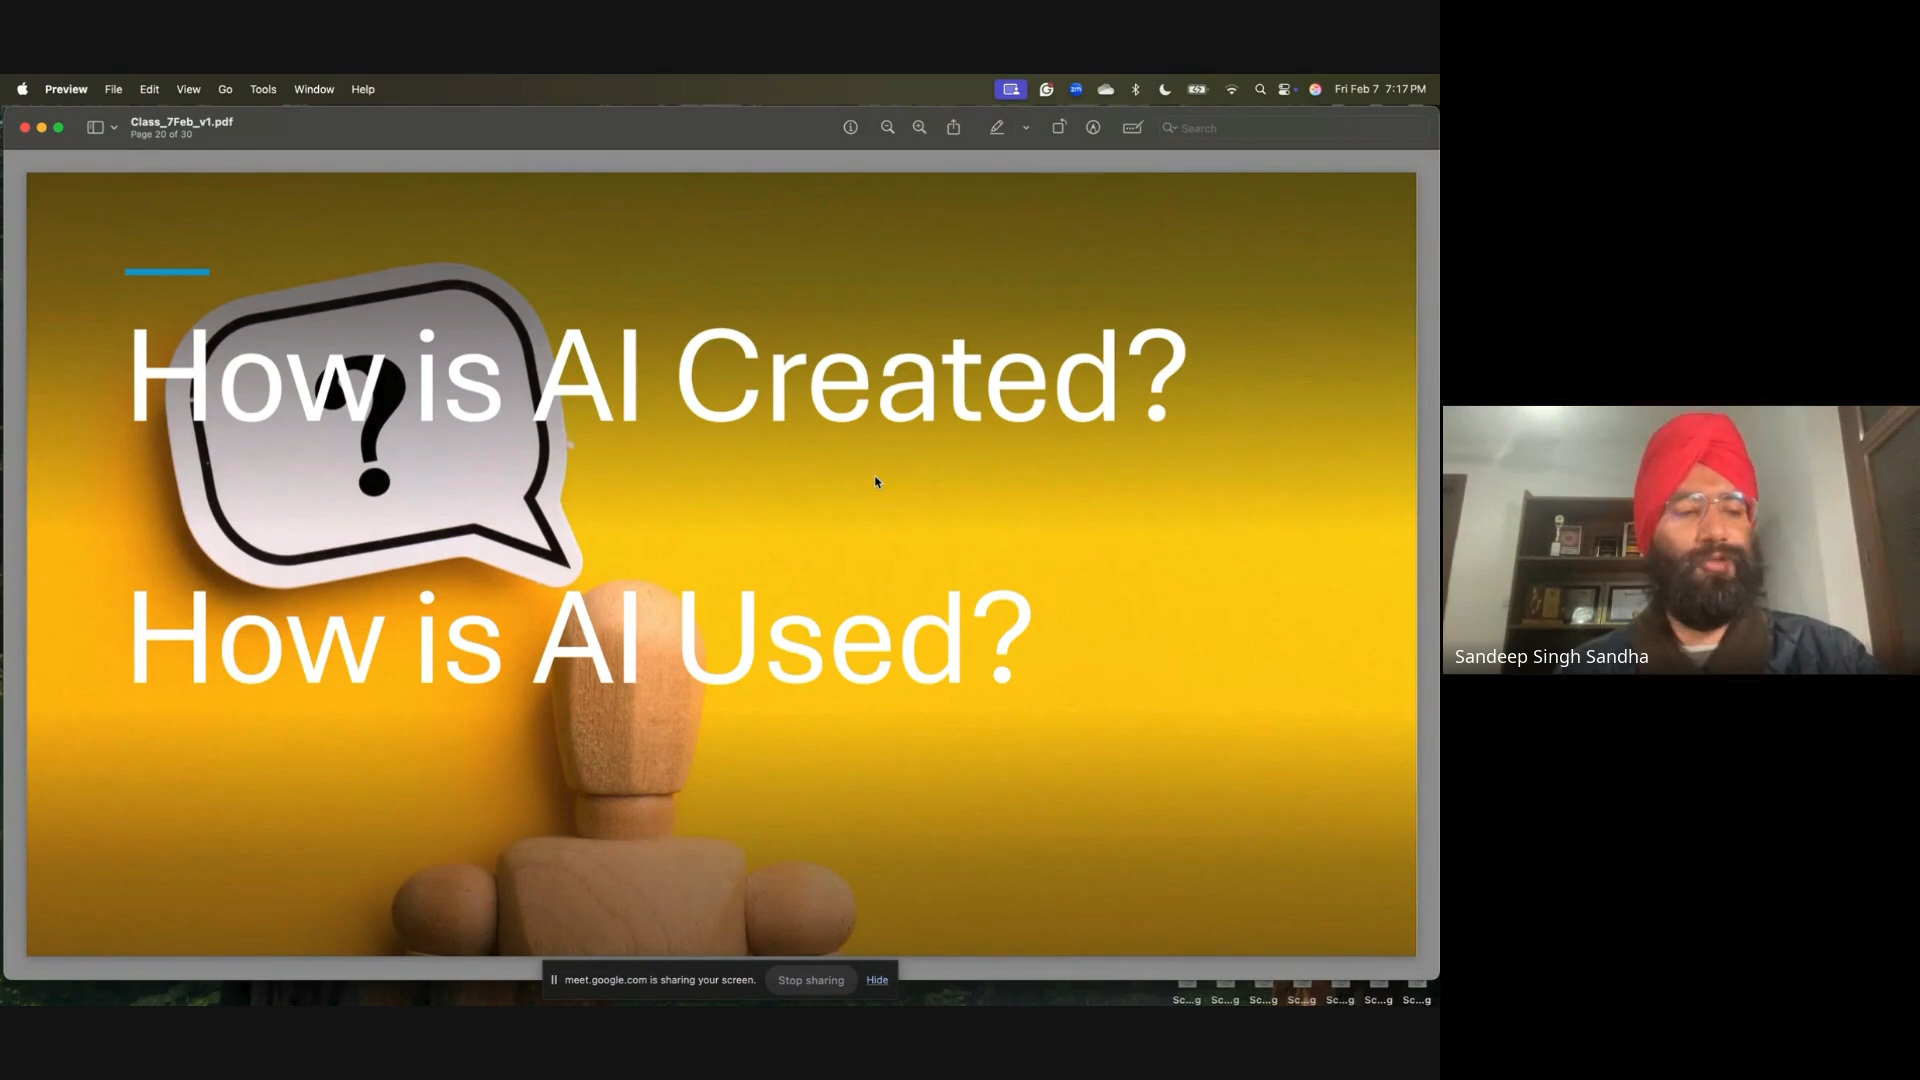 Preview File Edit View Go Tools Window Help
zm
Fri Feb 7 7:17 PM
Class_7Feb_v1.pdf
Page 20 of 30
Search
How is AI Created?
?
How is AI Used?
Sandeep Singh Sandha
meet.google.com is sharing your screen. Stop sharing Hide
Sc...g Sc...g Sc...g Sc...g Sc...g Sc...g Sc...g